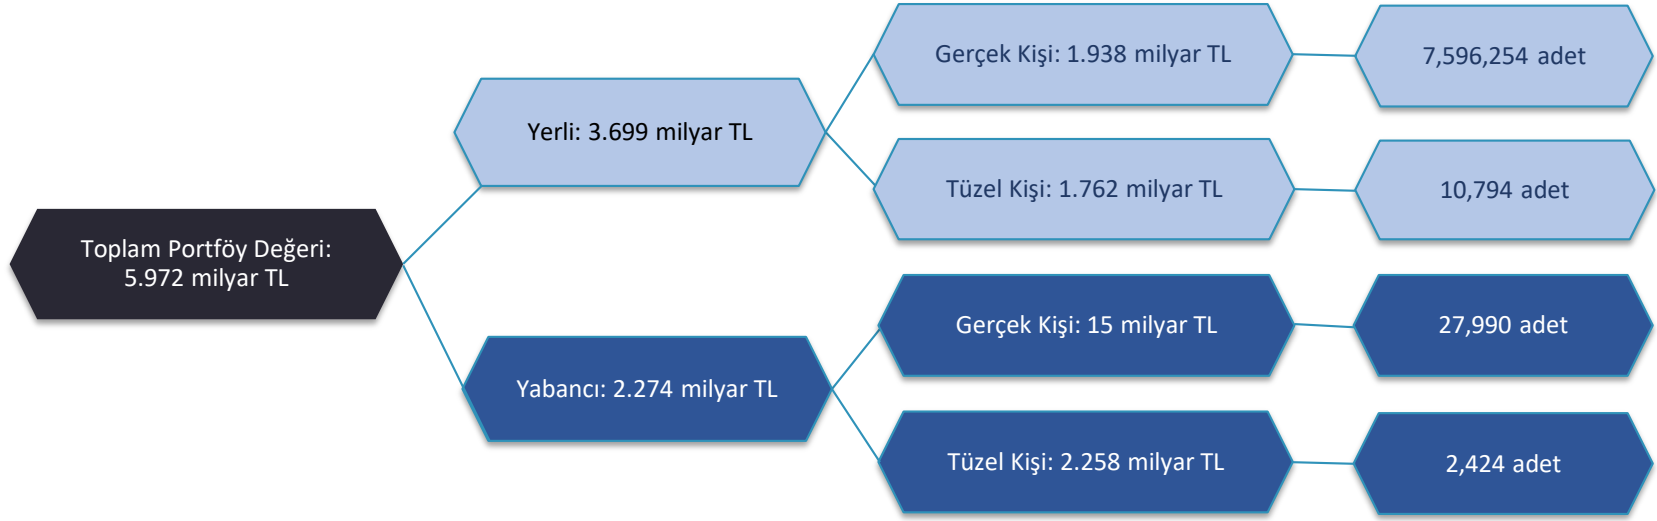 Toplam Portföy Değeri:
5.972 milyar TL
Yerli: 3.699 milyar TL
Gerçek Kişi: 1.938 milyar TL
7,596,254 adet
Tüzel Kişi: 1.762 milyar TL
10,794 adet
Yabancı: 2.274 milyar TL
Gerçek Kişi: 15 milyar TL
27,990 adet
Tüzel Kişi: 2.258 milyar TL
2,424 adet